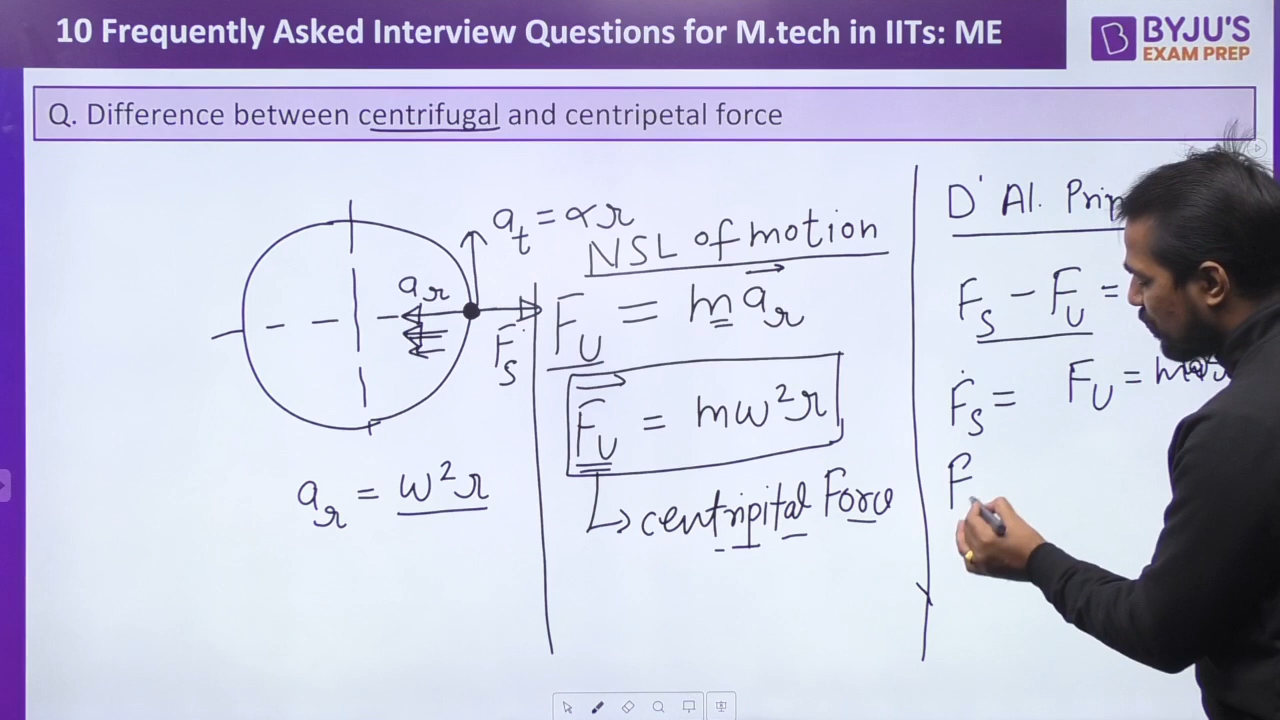 10 Frequently Asked Interview Questions for M.tech in IITs: ME
BYJU'S
EXAM PREP
Q. Difference between centrifugal and centripetal force
a_t = αr
a_r
F_s
a_r = ω²r
NSL of motion
F_U = m a_r
F_U = mω²r
centripital Force
D' Al.
F_S − F_U =
F_S =
F_U =
F